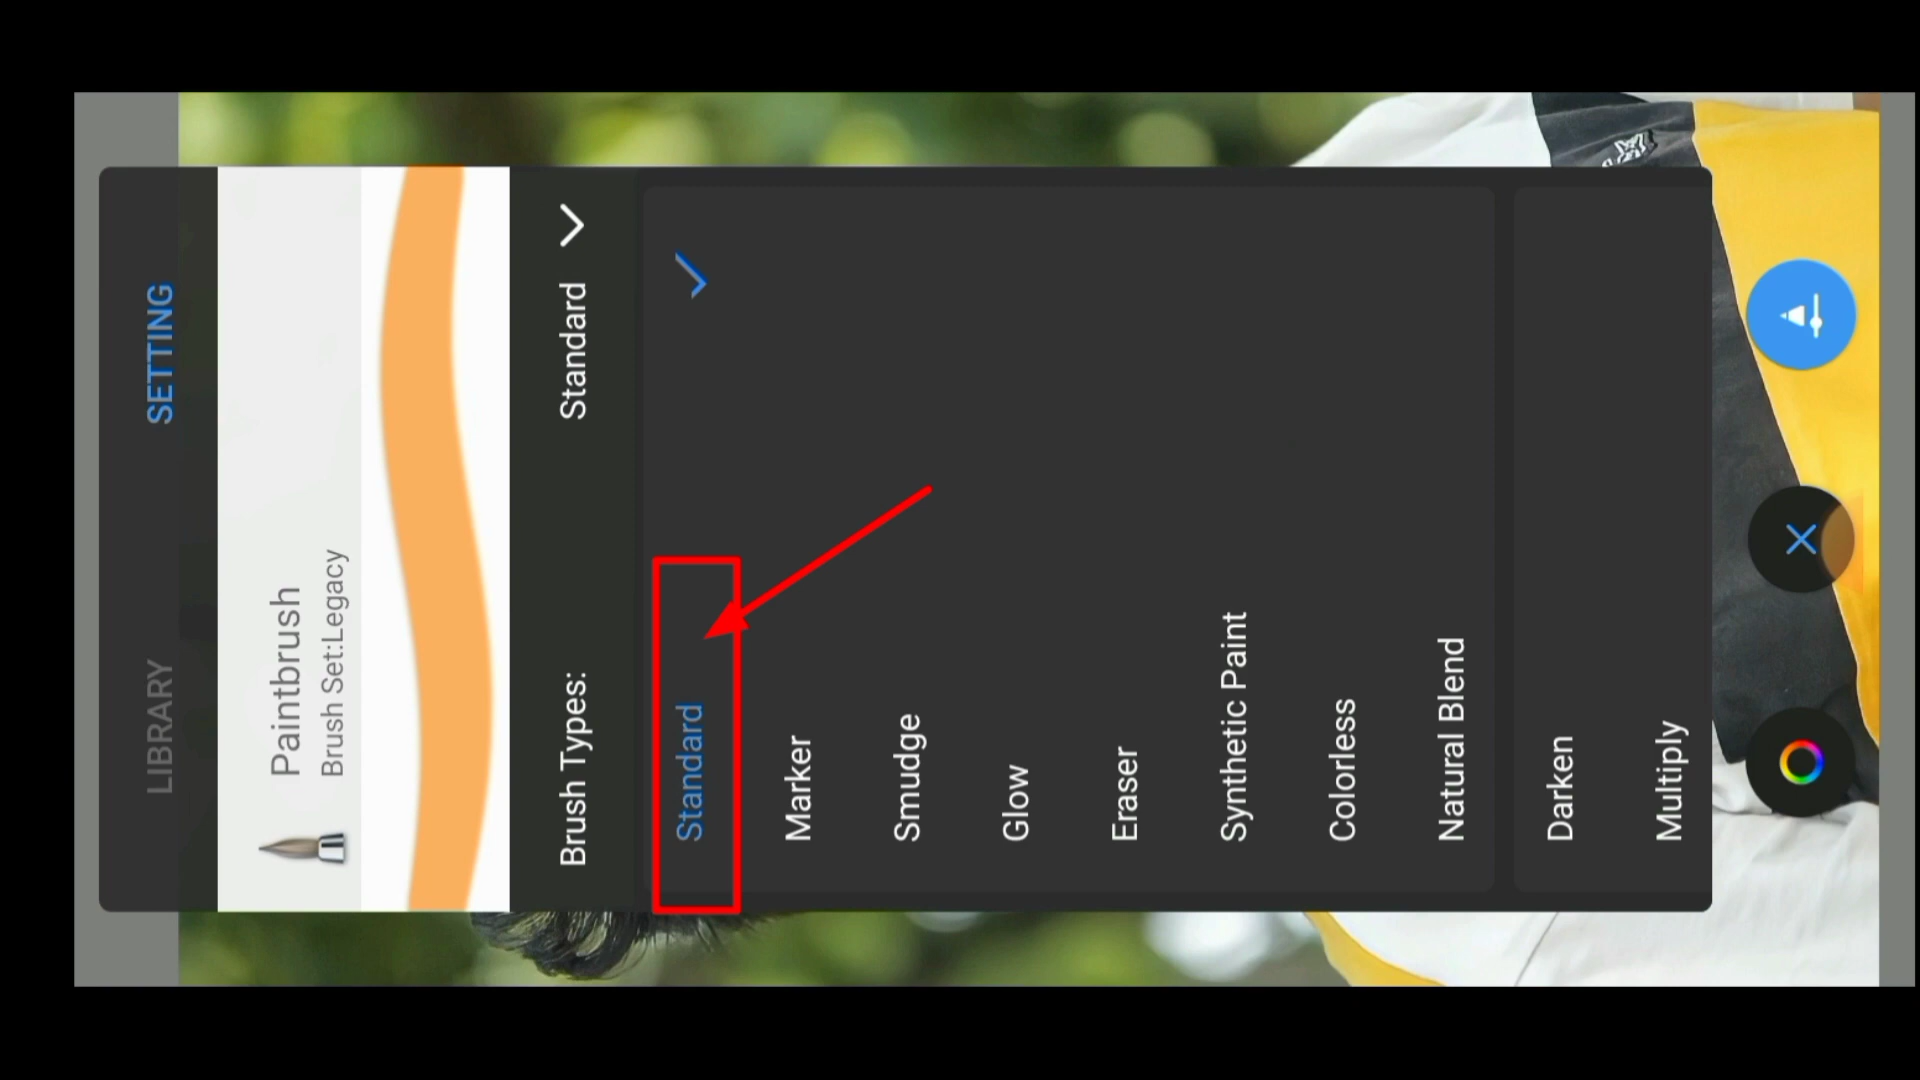 LIBRARY SETTING
Paintbrush
Brush Set:Legacy
Brush Types: Standard
Standard
Marker
Smudge
Glow
Eraser
Synthetic Paint
Colorless
Natural Blend
Darken
Multiply